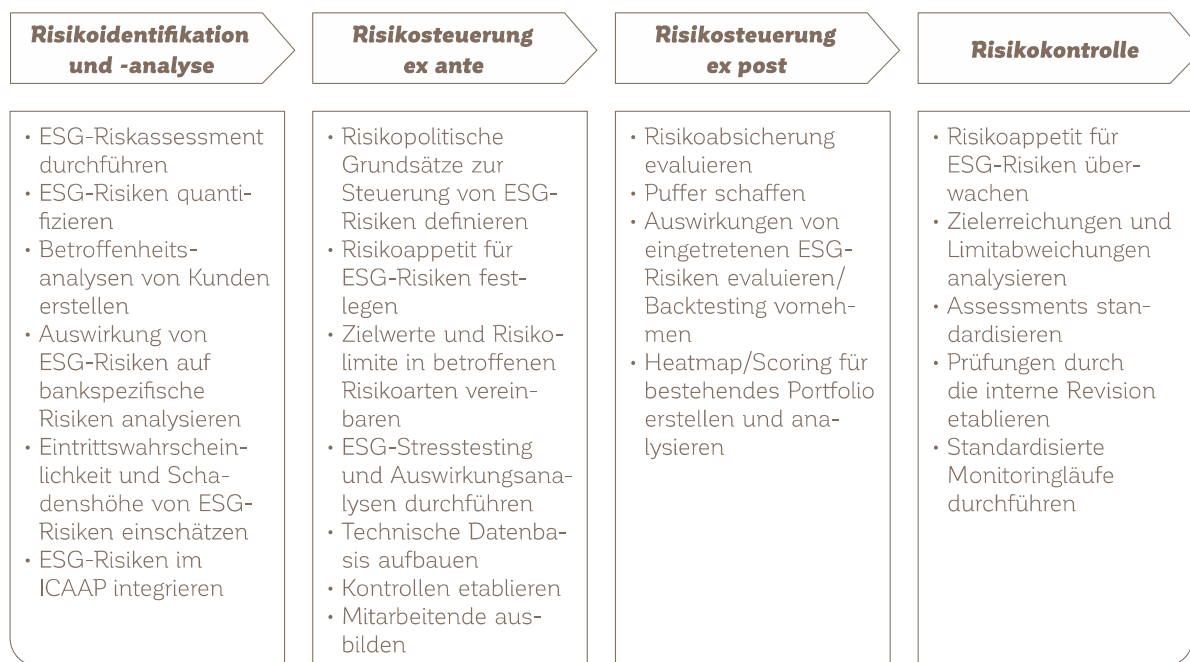 Risikoidentifikation
und -analyse
Risikosteuerung
ex ante
Risikosteuerung
ex post
Risikokontrolle
• ESG-Riskassessment
durchführen
• ESG-Risiken quanti-
fizieren
• Betroffenheits-
analysen von Kunden
erstellen
• Auswirkung von
ESG-Risiken auf
bankspezifische
Risiken analysieren
• Eintrittswahrschein-
lichkeit und Scha-
denshöhe von ESG-
Risiken einschätzen
• ESG-Risiken im
ICAAP integrieren
• Risikopolitische
Grundsätze zur
Steuerung von ESG-
Risiken definieren
• Risikoappetit für
ESG-Risiken fest-
legen
• Zielwerte und Risiko-
limite in betroffenen
Risikoarten verein-
baren
• ESG-Stresstesting
und Auswirkungsana-
lysen durchführen
• Technische Datenba-
sis aufbauen
• Kontrollen etablieren
• Mitarbeitende aus-
bilden
• Risikoabsicherung
evaluieren
• Puffer schaffen
• Auswirkungen von
eingetretenen ESG-
Risiken evaluieren/
Backtesting vorneh-
men
• Heatmap/Scoring für
bestehendes Portfolio
erstellen und ana-
lysieren
• Risikoappetit für
ESG-Risiken über-
wachen
• Zielerreichungen und
Limitabweichungen
analysieren
• Assessments stan-
dardisieren
• Prüfungen durch
die interne Revision
etablieren
• Standardisierte
Monitoringläufe
durchführen